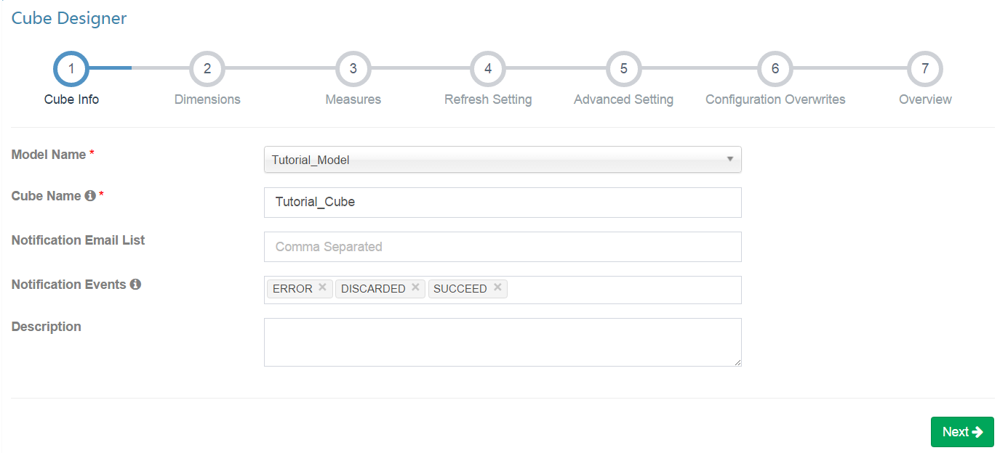 Cube Designer
1 2 3 4 5 6 7
Cube Info Dimensions Measures Refresh Setting Advanced Setting Configuration Overwrites Overview
Model Name * Tutorial_Model
Cube Name * Tutorial_Cube
Notification Email List Comma Separated
Notification Events ERROR DISCARDED SUCCEED
Description
Next